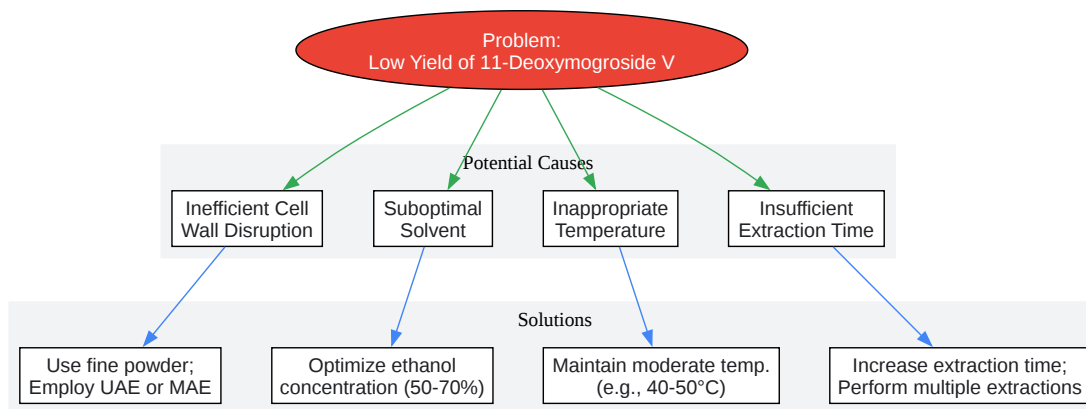 Problem:
Low Yield of 11-Deoxymogroside V
Potential Causes
Inefficient Cell
Wall Disruption
Suboptimal
Solvent
Inappropriate
Temperature
Insufficient
Extraction Time
Solutions
Use fine powder;
Employ UAE or MAE
Optimize ethanol
concentration (50-70%)
Maintain moderate temp.
(e.g., 40-50°C)
Increase extraction time;
Perform multiple extractions